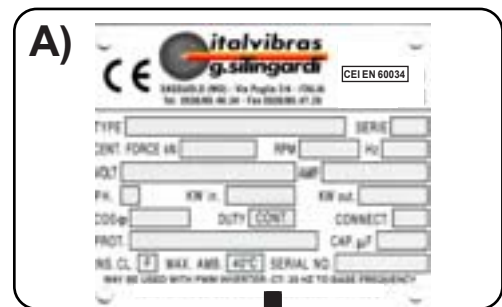 A)
italvibras
g.silingardi
CE
CEI EN 60034
SASSUOLO (MO) - Via Puglia - ITALIA
TYPE SERIE
CENT. FORCE kN RPM Hz
VOLT AMP
PH. KW in. KW out.
COSφ DUTY CONT. CONNECT
PROT. CAP. µF
INS. CL F MAX. AMB. 40°C SERIAL NO.
MAY BE USED WITH PWM INVERTER-CT: 20 HZ TO BASE FREQUENCY